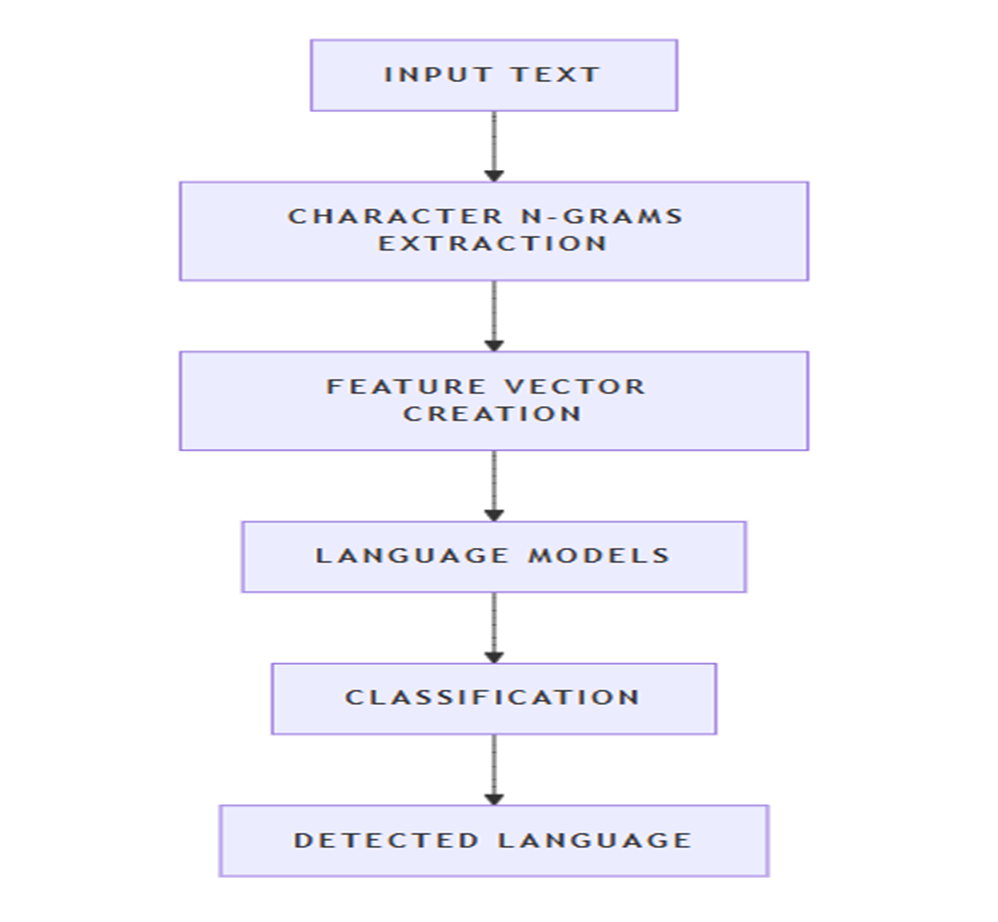 INPUT TEXT
CHARACTER N-GRAMS
EXTRACTION
FEATURE VECTOR
CREATION
LANGUAGE MODELS
CLASSIFICATION
DETECTED LANGUAGE